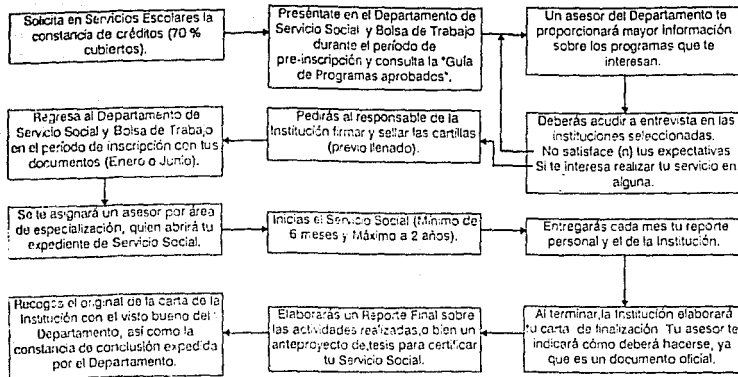 Solicita en Servicios Escolares la
constancia de créditos (70 %
cubiertos).
Preséntate en el Departamento de
Servicio Social y Bolsa de Trabajo
durante el período de
pre-inscripción y consulta la "Guía
de Programas aprobados".
Un asesor del Departamento te
proporcionará mayor información
sobre los programas que te
interesan.
Deberás acudir a entrevista en las
instituciones seleccionadas.
No satisface (n) tus expectativas
Si te interesa realizar tu servicio en
alguna.
Pedirás al responsable de la
Institución firmar y sellar las cartillas
(previo llenado).
Regresa al Departamento de
Servicio Social y Bolsa de Trabajo
en el período de inscripción con tus
documentos (Enero o Junio).
Se te asignará un asesor por área
de especialización, quien abrirá tu
expediente de Servicio Social.
Inicias el Servicio Social (Mínimo de
6 meses y Máximo a 2 años).
Entregarás cada mes tu reporte
personal y el de la Institución.
Al terminar, la Institución elaborará
tu carta de finalización Tu asesor te
indicará cómo deberá hacerse, ya
que es un documento oficial.
Elaborarás un Reporte Final sobre
las actividades realizadas, o bien un
anteproyecto de tesis para certificar
tu Servicio Social.
Recoges el original de la carta de la
Institución con el visto bueno del
Departamento, así como la
constancia de conclusión expedida
por el Departamento.